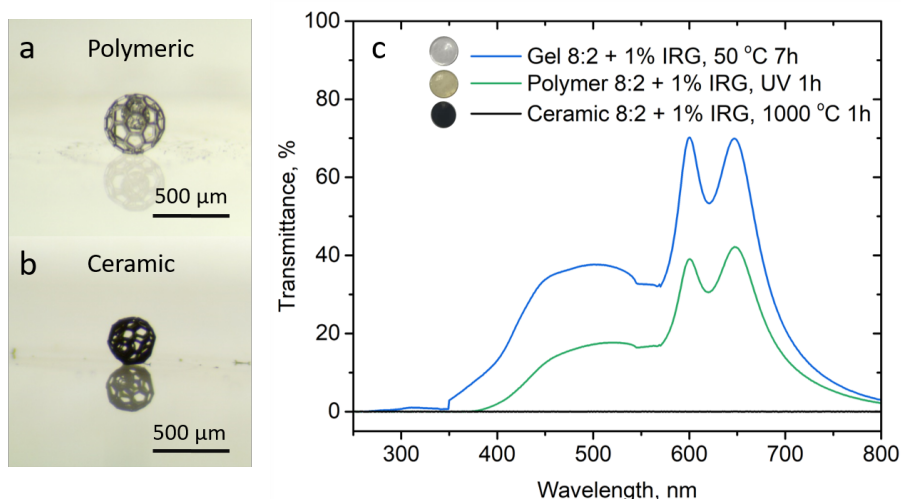 a
Polymeric
500 µm
b
Ceramic
500 µm
c
Gel 8:2 + 1% IRG, 50 °C 7h
Polymer 8:2 + 1% IRG, UV 1h
Ceramic 8:2 + 1% IRG, 1000 °C 1h
Transmittance, %
100
80
60
40
20
0
300
400
500
600
700
800
Wavelength, nm